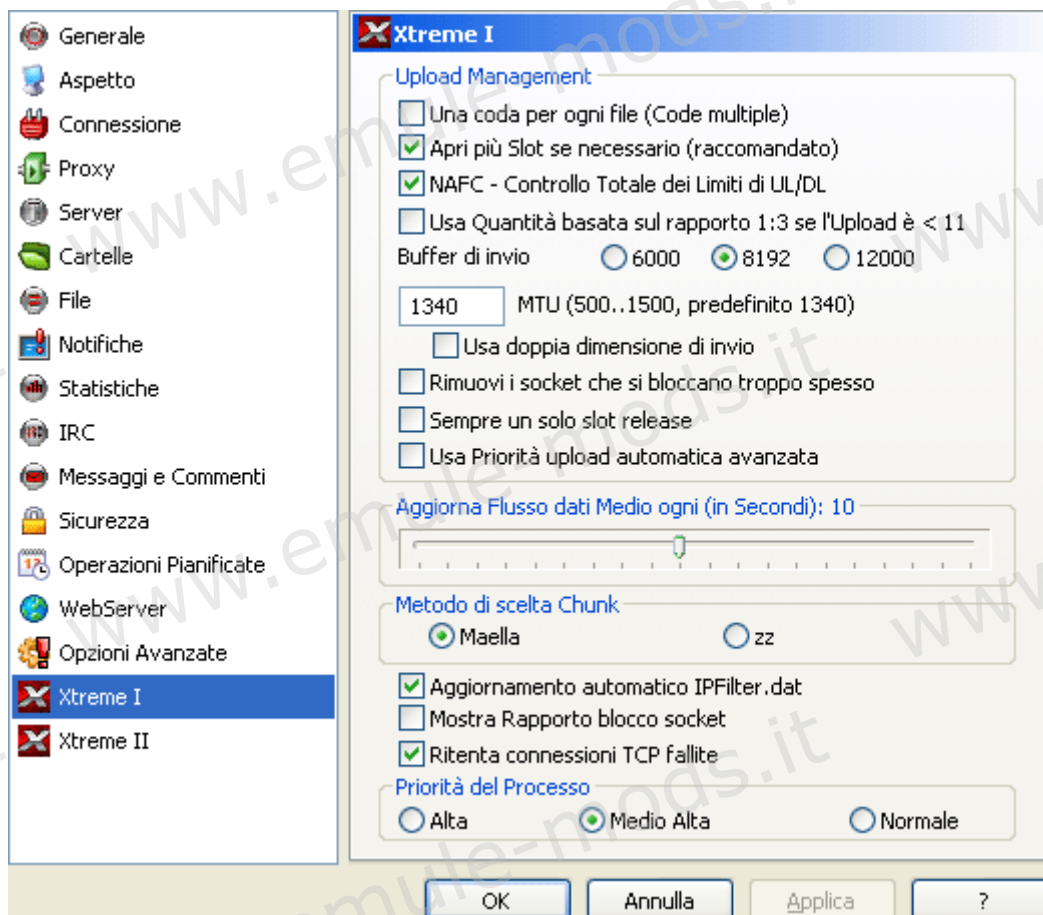 Generale
Aspetto
Connessione
Proxy
Server
Cartelle
File
Notifiche
Statistiche
IRC
Messaggi e Commenti
Sicurezza
Operazioni Pianificate
WebServer
Opzioni Avanzate
Xtreme I
Xtreme II
Xtreme I
Upload Management
Una coda per ogni file (Code multiple)
Apri più Slot se necessario (raccomandato)
NAFC - Controllo Totale dei Limiti di UL/DL
Usa Quantità basata sul rapporto 1:3 se l'Upload è < 11
Buffer di invio 6000 8192 12000
1340 MTU (500..1500, predefinito 1340)
Usa doppia dimensione di invio
Rimuovi i socket che si bloccano troppo spesso
Sempre un solo slot release
Usa Priorità upload automatica avanzata
Aggiorna Flusso dati Medio ogni (in Secondi): 10
Metodo di scelta Chunk
Maella zz
Aggiornamento automatico IPFilter.dat
Mostra Rapporto blocco socket
Ritenta connessioni TCP fallite
Priorità del Processo
Alta Medio Alta Normale
OK Annulla Applica ?
www.emule-mods.it
www.emule-mods.it